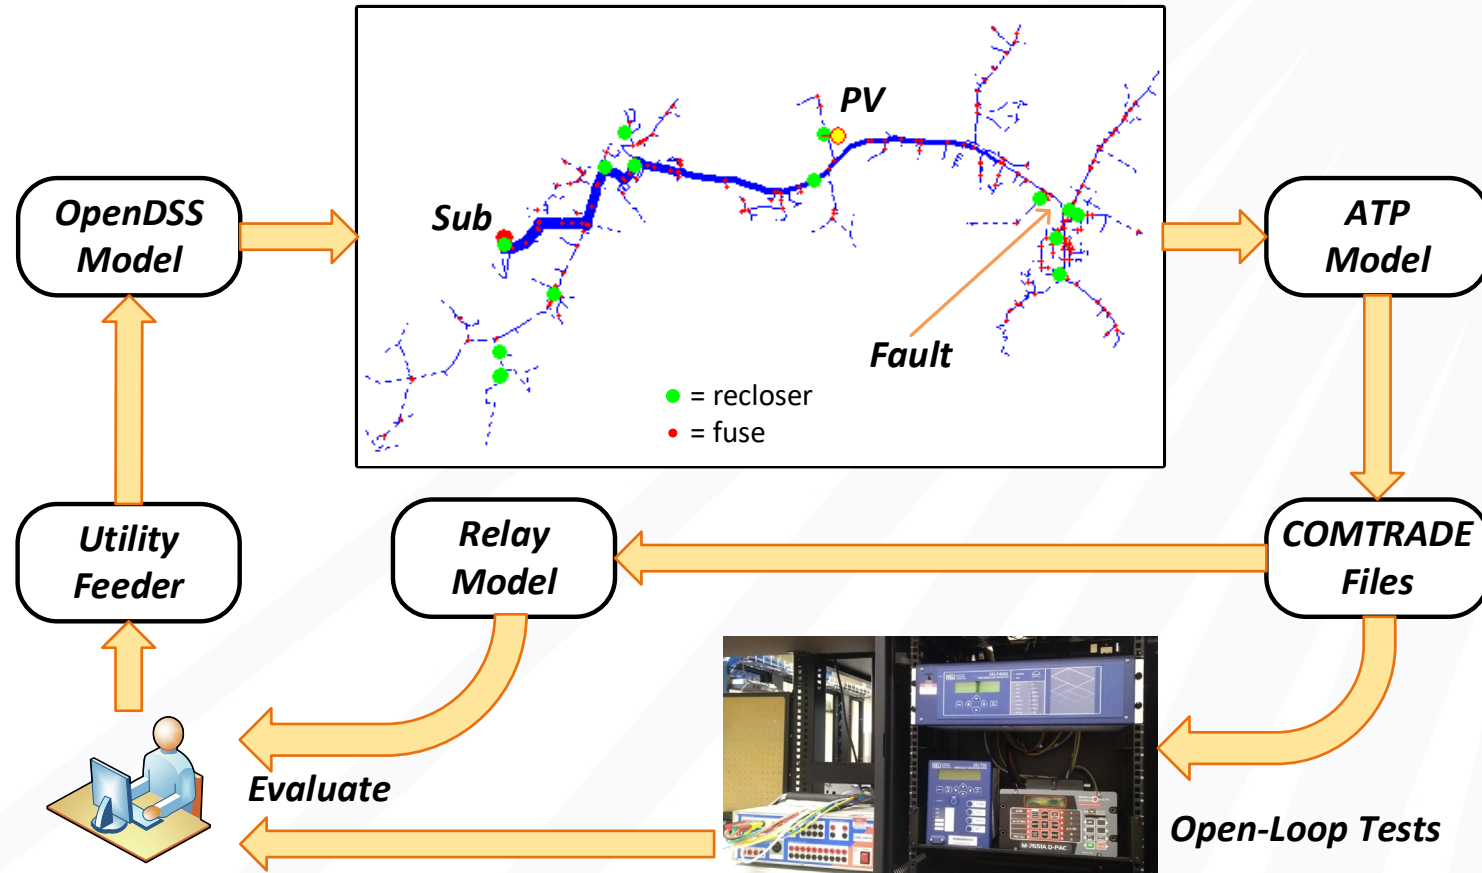 PV
OpenDSS
Model
Sub
ATP
Model
Fault
= recloser
= fuse
Utility
Feeder
Relay
Model
COMTRADE
Files
Evaluate
Open-Loop Tests
M-7651A D-PAC